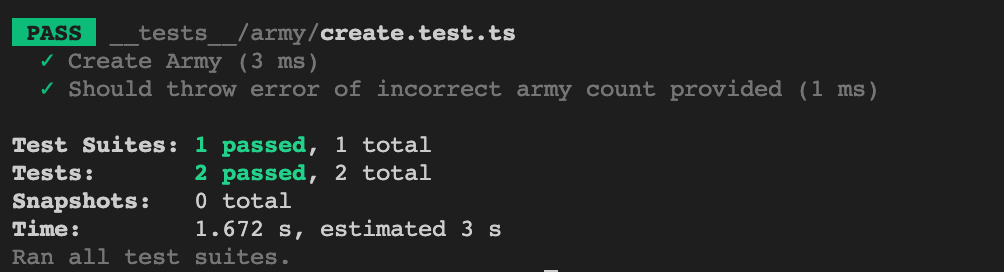 PASS __tests__/army/create.test.ts
✓ Create Army (3 ms)
✓ Should throw error of incorrect army count provided (1 ms)
Test Suites: 1 passed, 1 total
Tests: 2 passed, 2 total
Snapshots: 0 total
Time: 1.672 s, estimated 3 s
Ran all test suites.